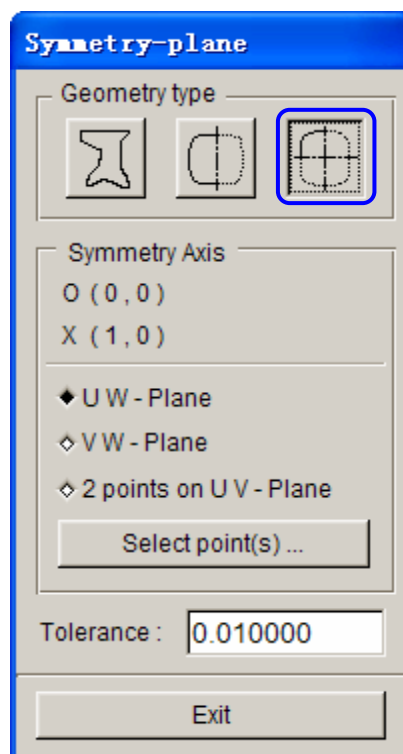 Symmetry-plane
Geometry type
Symmetry Axis
O ( 0 , 0 )
X ( 1 , 0 )
U W - Plane
V W - Plane
2 points on U V - Plane
Select point(s) ...
Tolerance : 0.010000
Exit